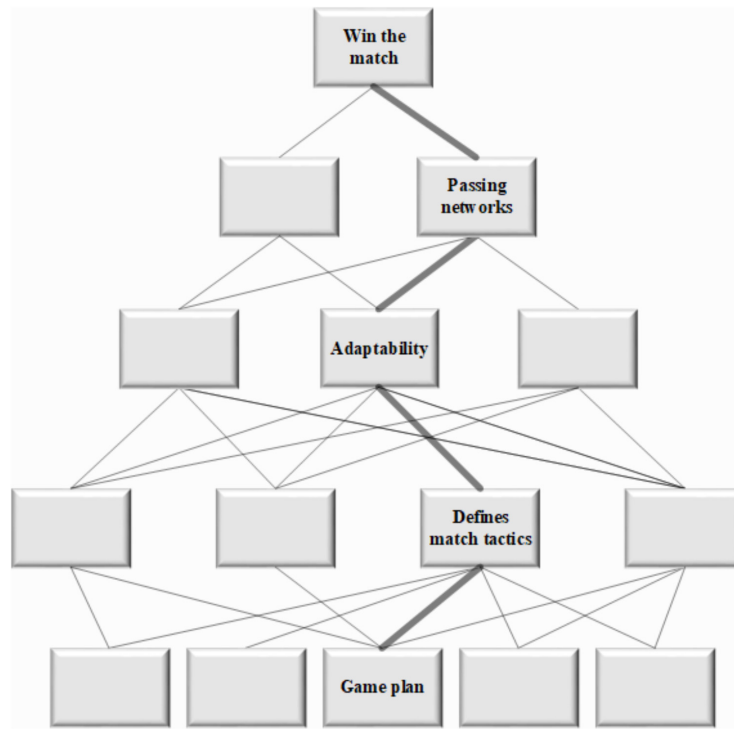 Win the
match
Passing
networks
Adaptability
Defines
match tactics
Game plan